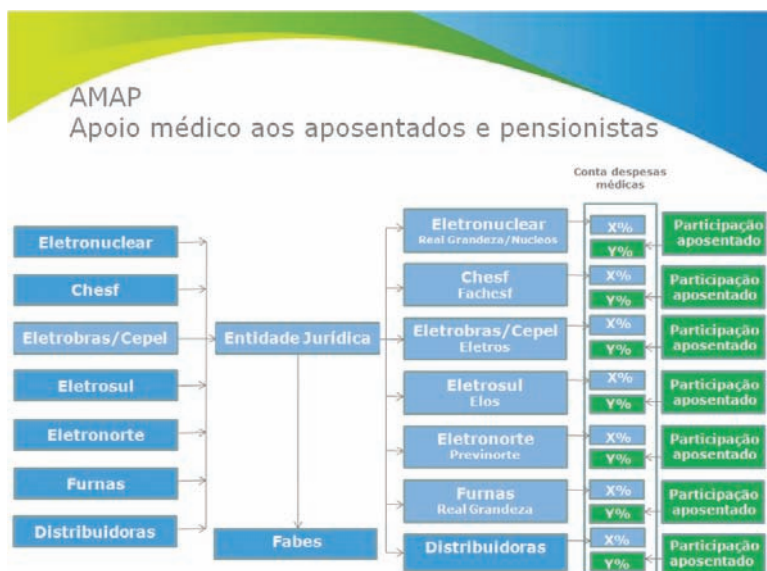 AMAP
Apoio médico aos aposentados e pensionistas
Conta despesas
médicas
Eletronuclear
Chesf
Eletrobras/Cepel
Eletrosul
Eletronorte
Furnas
Distribuidoras
Entidade Jurídica
Fabes
Eletronuclear
Real Grandeza/Nucleos
X%
Y%
Participação
aposentado
Chesf
Fachesf
X%
Y%
Participação
aposentado
Eletrobras/Cepel
Eletros
X%
Y%
Participação
aposentado
Eletrosul
Elos
X%
Y%
Participação
aposentado
Eletronorte
Previnorte
X%
Y%
Participação
aposentado
Furnas
Real Grandeza
X%
Y%
Participação
aposentado
Distribuidoras
X%
Y%
Participação
aposentado